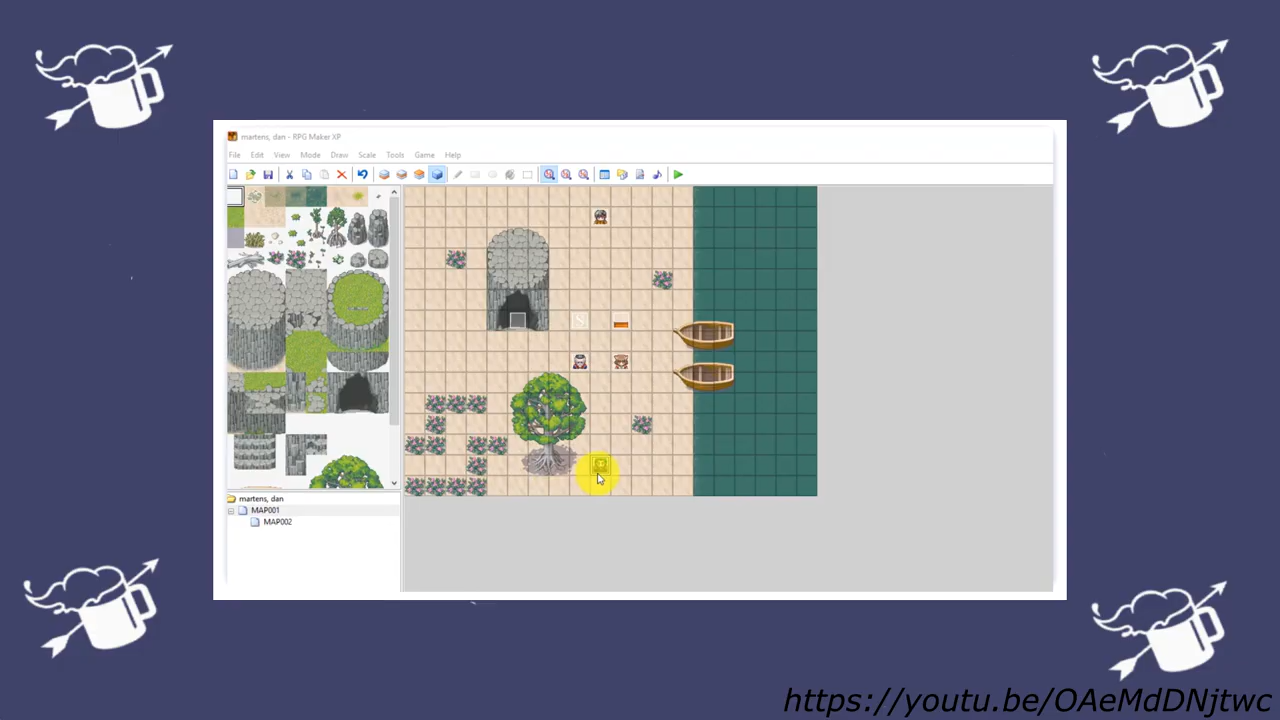 martens, dan - RPG Maker XP
File Edit View Mode Draw Scale Tools Game Help
S
martens, dan
MAP001
MAP002
https://youtu.be/OAeMdDNjtwc